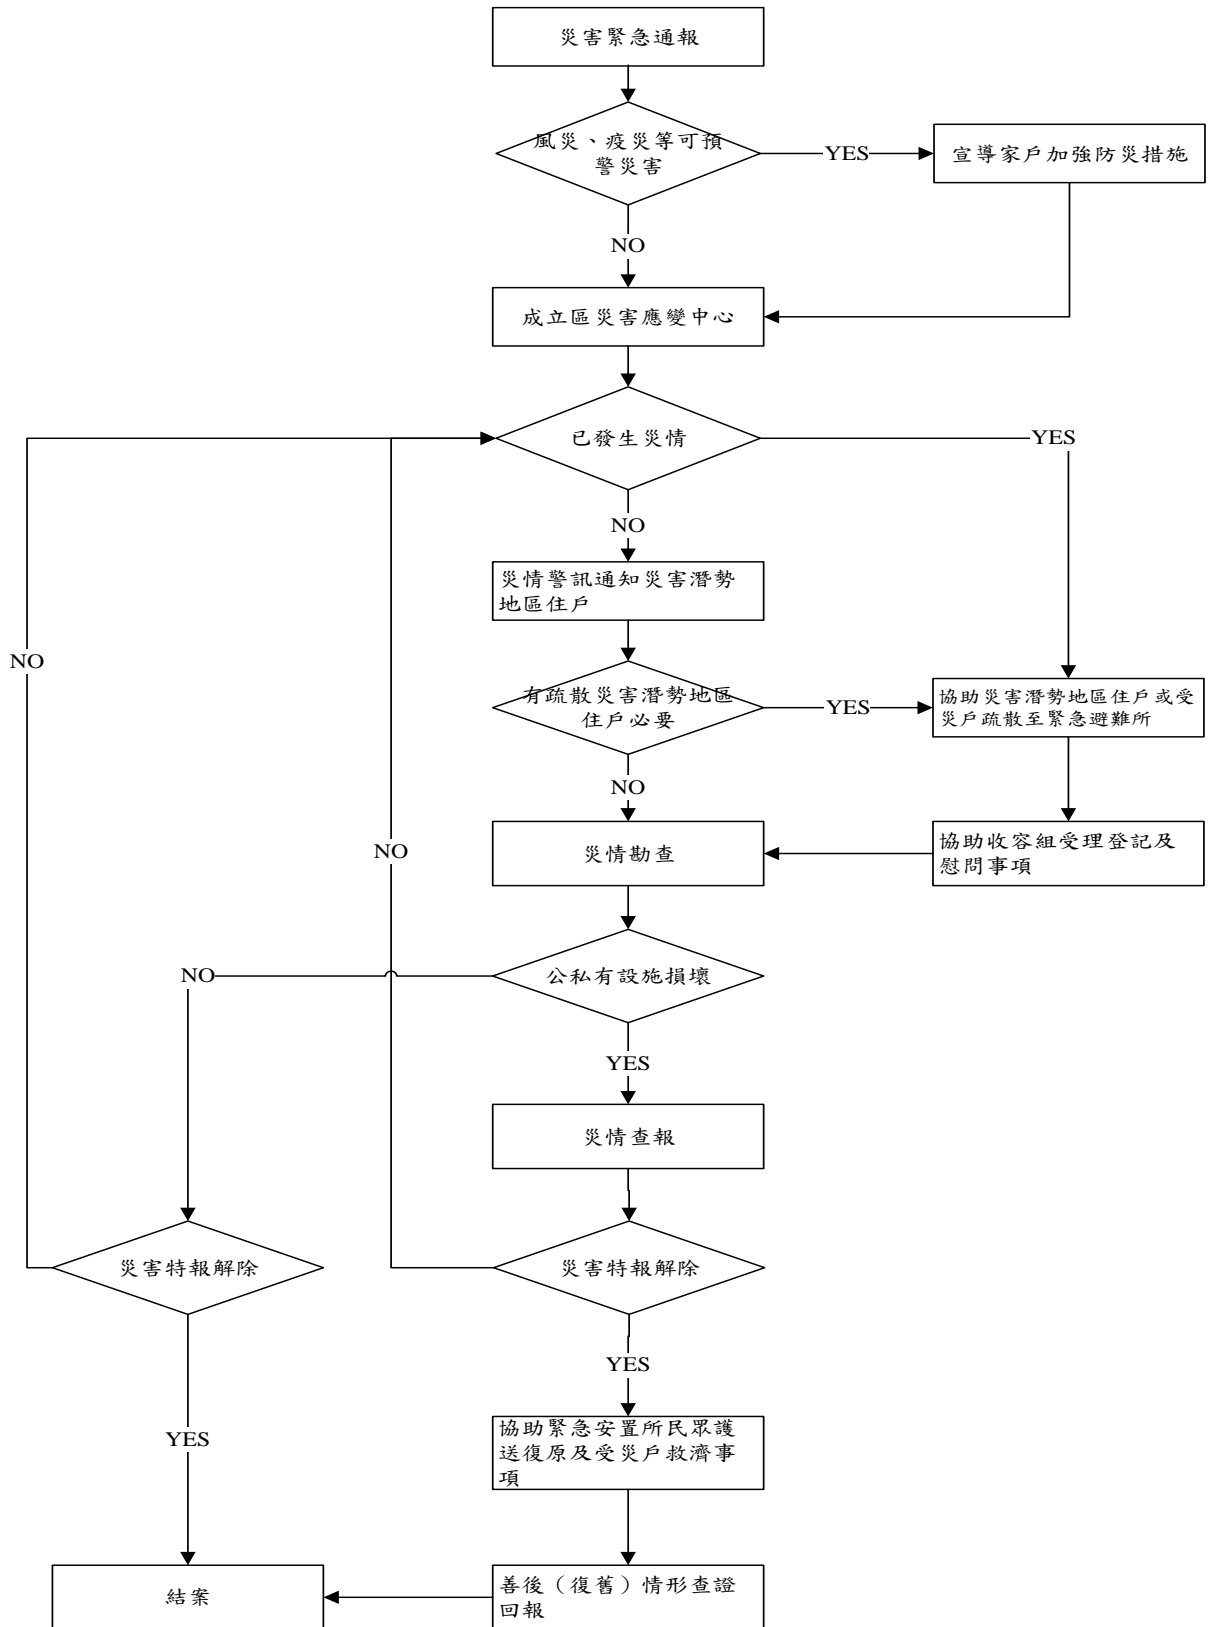 災害緊急通報
風災、疫災等可預
警災害
YES
宣導家戶加強防災措施
NO
成立區災害應變中心
已發生災情
YES
NO
災情警訊通知災害潛勢
地區住戶
NO
有疏散災害潛勢地區
住戶必要
YES
協助災害潛勢地區住戶或受
災戶疏散至緊急避難所
NO
災情勘查
協助收容組受理登記及
慰問事項
NO
公私有設施損壞
NO
YES
災情查報
災害特報解除
災害特報解除
YES
協助緊急安置所民眾護
送復原及受災戶救濟事
項
YES
結案
善後（復舊）情形查證
回報